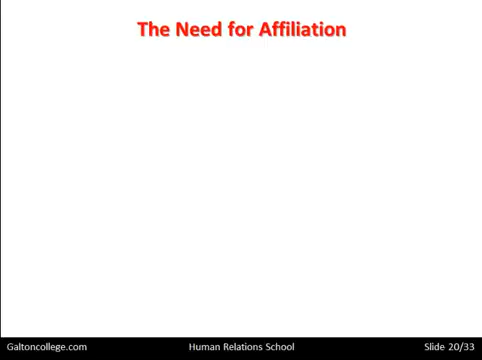 The Need for Affiliation
Galtoncollege.com Human Relations School Slide 20/33